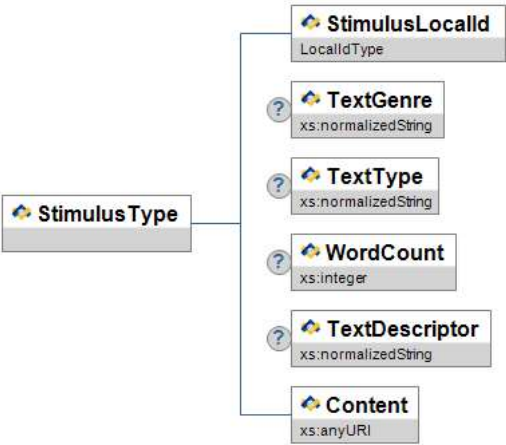 StimulusLocalId
LocalIdType
?
TextGenre
xs:normalizedString
?
TextType
xs:normalizedString
StimulusType
?
WordCount
xs:integer
?
TextDescriptor
xs:normalizedString
Content
xs:anyURI